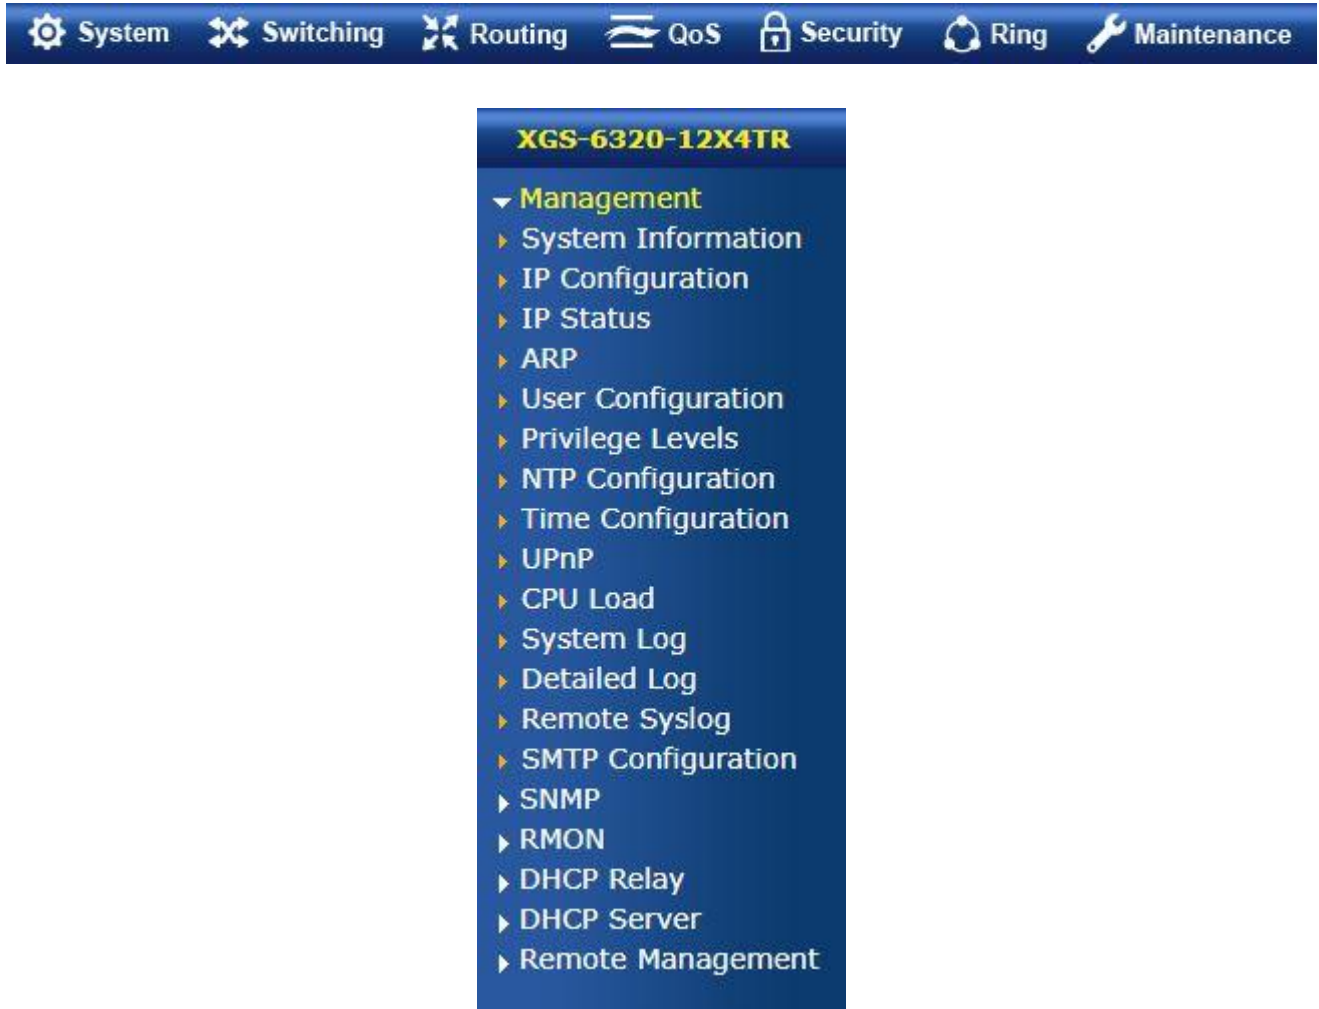 System Switching Routing QoS Security Ring Maintenance
XGS-6320-12X4TR
Management
System Information
IP Configuration
IP Status
ARP
User Configuration
Privilege Levels
NTP Configuration
Time Configuration
UPnP
CPU Load
System Log
Detailed Log
Remote Syslog
SMTP Configuration
SNMP
RMON
DHCP Relay
DHCP Server
Remote Management